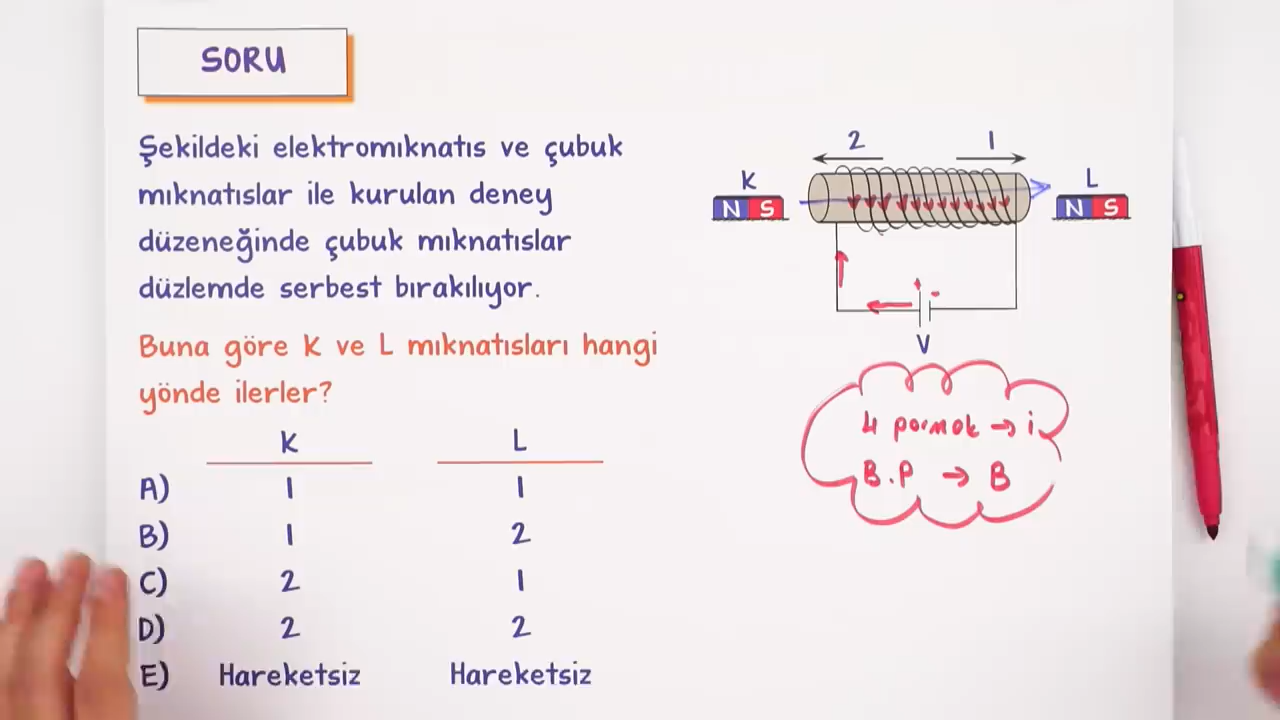 SORU
Şekildeki elektromıknatıs ve çubuk
mıknatıslar ile kurulan deney
düzeneğinde çubuk mıknatıslar
düzlemde serbest bırakılıyor.
Buna göre K ve L mıknatısları hangi
yönde ilerler?
K L
A) 1 1
B) 1 2
C) 2 1
D) 2 2
E) Hareketsiz Hareketsiz
2 1
K L
N S N S
+ -
V
4 parmak → i
B.P → B